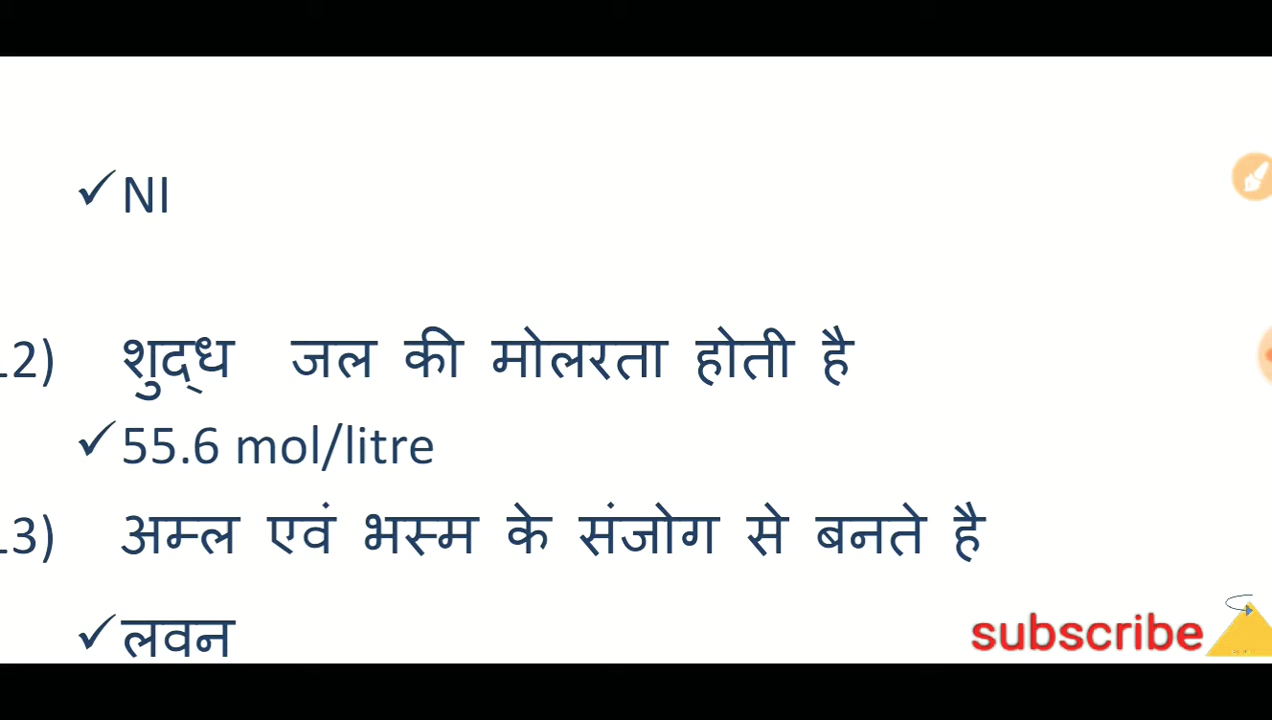 ✓NI
.2) शुद्ध जल की मोलरता होती है
✓55.6 mol/litre
.3) अम्ल एवं भस्म के संजोग से बनते है
✓लवन
subscribe